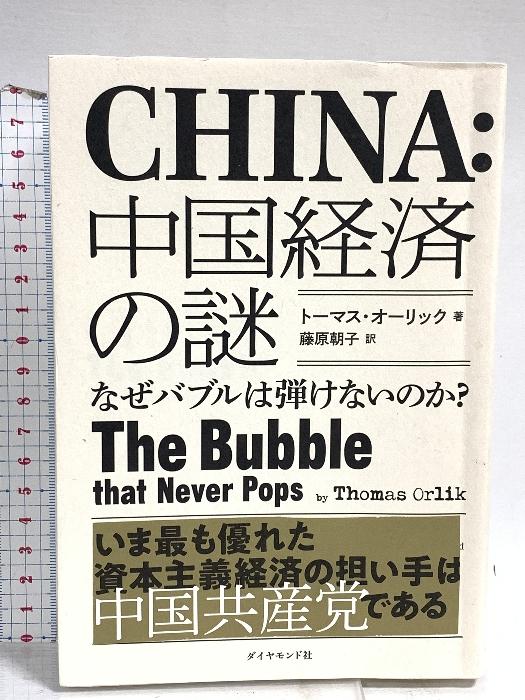 CHINA:
中国経済
の謎
トーマス・オーリック 著
藤原朝子 訳
なぜバブルは弾けないのか?
The Bubble
that Never Pops by Thomas Orlik
いま最も優れた
資本主義経済の担い手は
中国共産党である
ダイヤモンド社